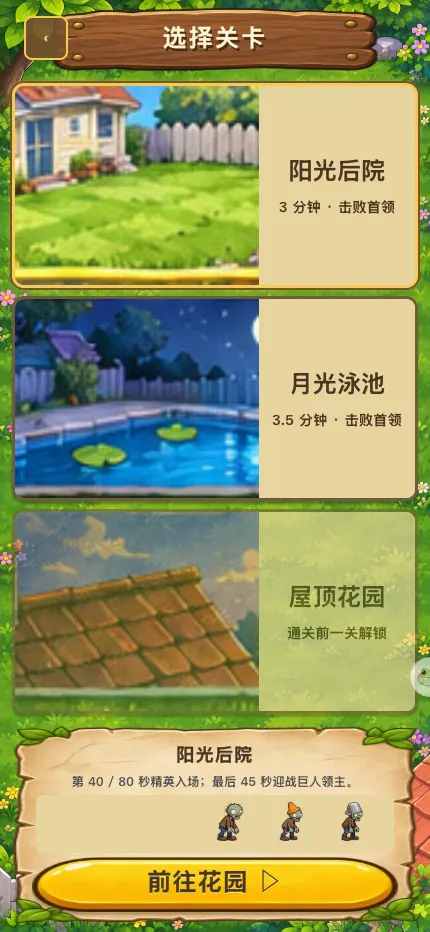 ‹
选择关卡
阳光后院
3 分钟 · 击败首领
月光泳池
3.5 分钟 · 击败首领
屋顶花园
通关前一关解锁
阳光后院
第 40 / 80 秒精英入场；最后 45 秒迎战巨人领主。
前往花园 ▷